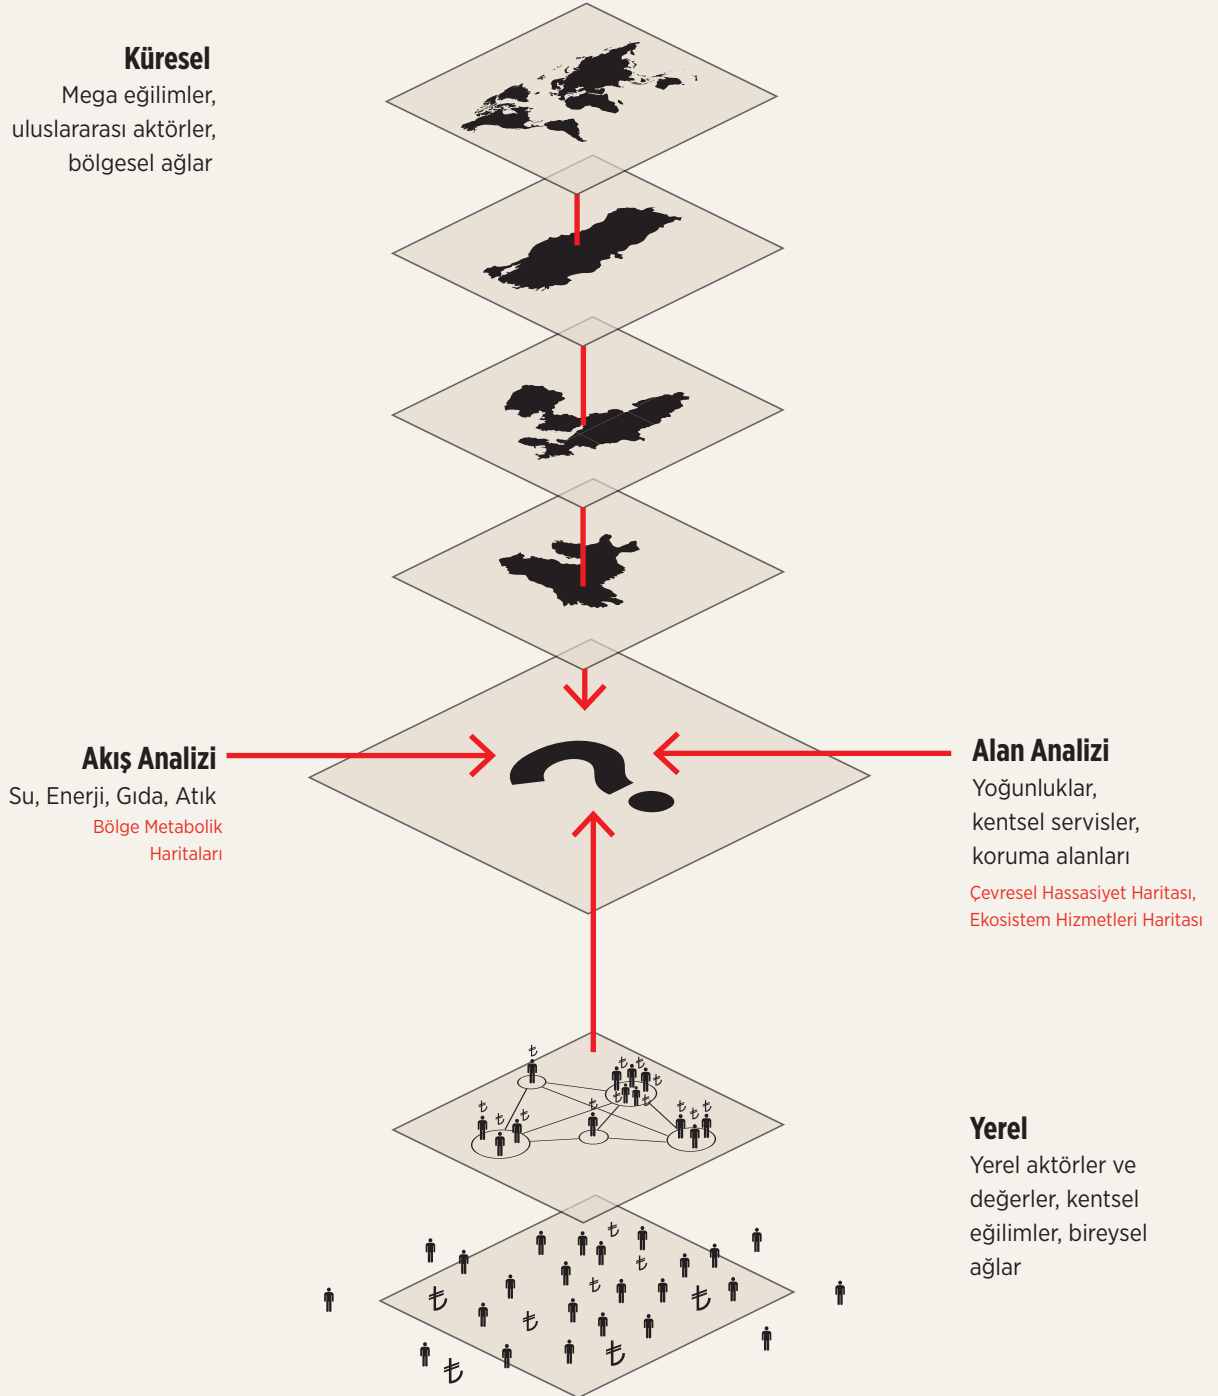 Küresel
Mega eğilimler,
uluslararası aktörler,
bölgesel ağlar
Akış Analizi
Su, Enerji, Gıda, Atık
Bölge Metabolik
Haritaları
Alan Analizi
Yoğunluklar,
kentsel servisler,
koruma alanları
Çevresel Hassasiyet Haritası,
Ekosistem Hizmetleri Haritası
Yerel
Yerel aktörler ve
değerler, kentsel
eğilimler, bireysel
ağlar